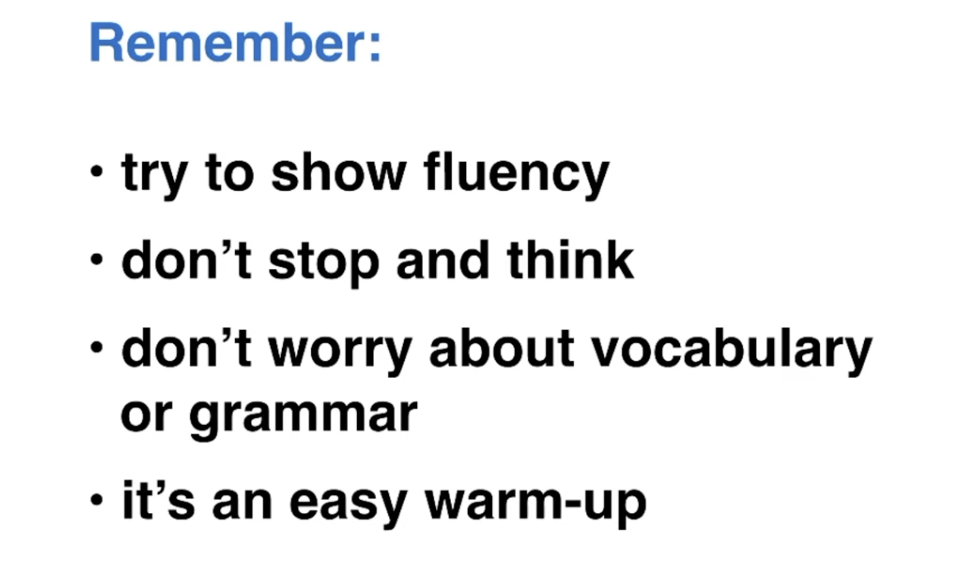 Remember:
• try to show fluency
• don’t stop and think
• don’t worry about vocabulary
or grammar
• it’s an easy warm-up